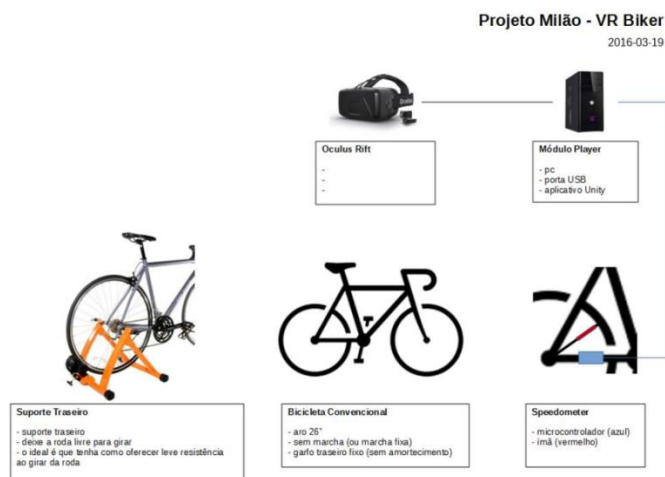 Projeto Milão - VR Biker
2016-03-19
Oculus Rift
-
-
-
Módulo Player
- pc
- porta USB
- aplicativo Unity
Suporte Traseiro
- suporte traseiro
- deixe a roda livre para girar
- o ideal é que tenha como oferecer leve resistência
ao girar da roda
Bicicleta Convencional
- aro 26"
- sem marcha (ou marcha fixa)
- garfo traseiro fixo (sem amortecimento)
Speedometer
- microcontrolador (azul)
- ímã (vermelho)